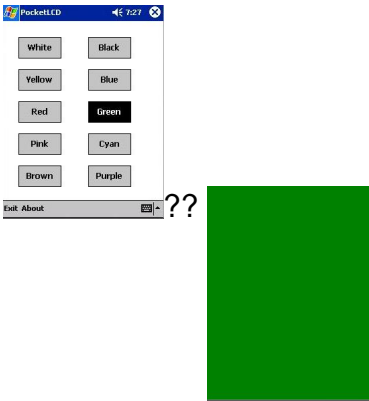 PocketLCD 7:27
White Black
Yellow Blue
Red Green
Pink Cyan
Brown Purple
Exit About
??